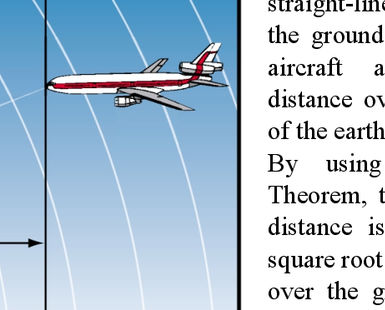 straight-line
the ground
aircraft a
distance ov
of the earth
By using
Theorem, t
distance is
square root
over the g